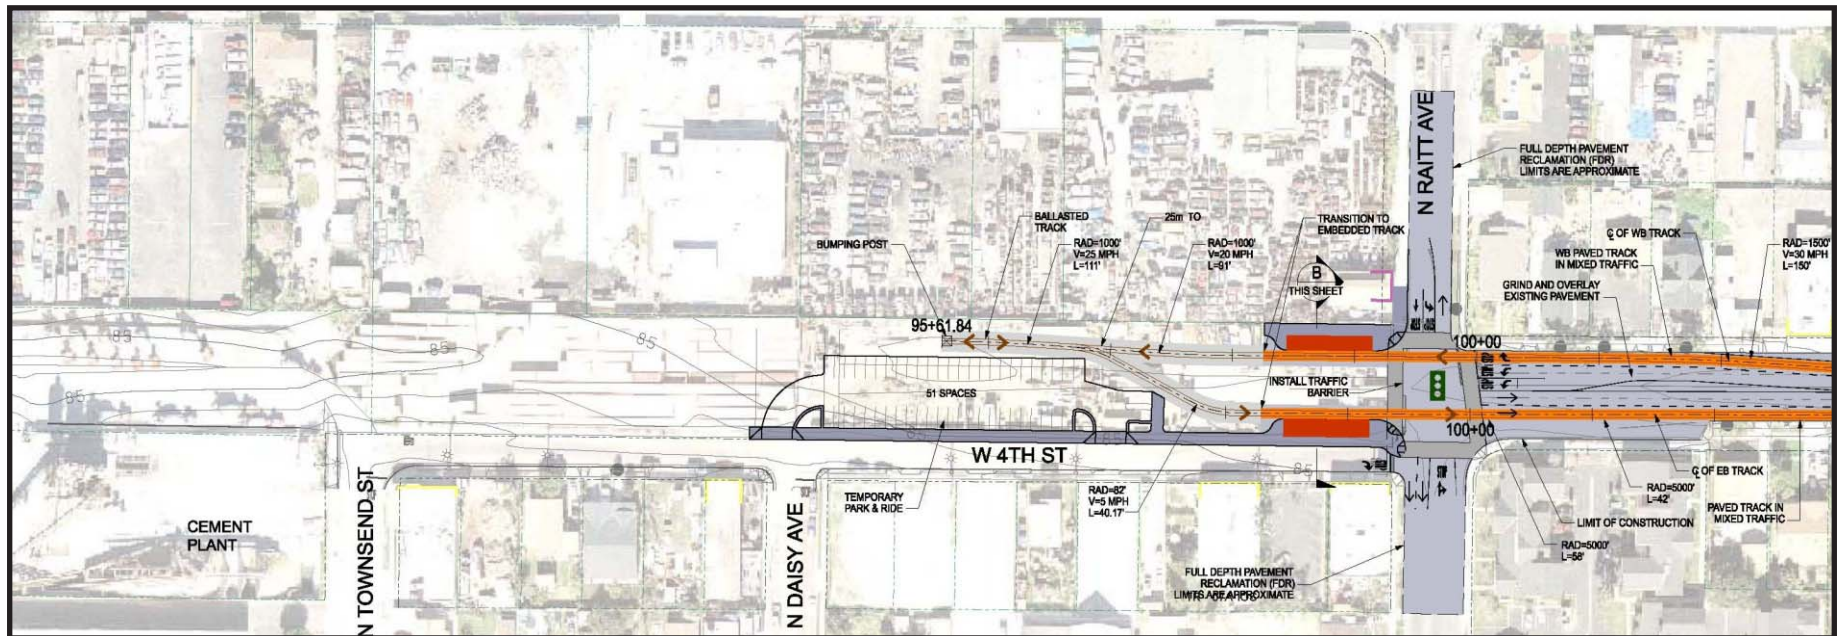 N RAITT AVE
FULL DEPTH PAVEMENT
RECLAMATION (FDR)
LIMITS ARE APPROXIMATE
BUMPING POST
BALLASTED
TRACK
RAD=1000'
V=25 MPH
L=111'
25m TO
RAD=1000'
V=20 MPH
L=91'
TRANSITION TO
EMBEDDED TRACK
B
THIS SHEET
℄ OF WB TRACK
WB PAVED TRACK
IN MIXED TRAFFIC
GRIND AND OVERLAY
EXISTING PAVEMENT
RAD=1500'
V=30 MPH
L=150'
95+61.84
100+00
85
85
85
51 SPACES
INSTALL TRAFFIC
BARRIER
100+00
W 4TH ST
85
85
TEMPORARY
PARK & RIDE
RAD=82'
V=5 MPH
L=40.17'
℄ OF EB TRACK
RAD=5000'
L=42'
PAVED TRACK IN
MIXED TRAFFIC
LIMIT OF CONSTRUCTION
RAD=5000'
L=58'
CEMENT
PLANT
N TOWNSEND ST
N DAISY AVE
FULL DEPTH PAVEMENT
RECLAMATION (FDR)
LIMITS ARE APPROXIMATE